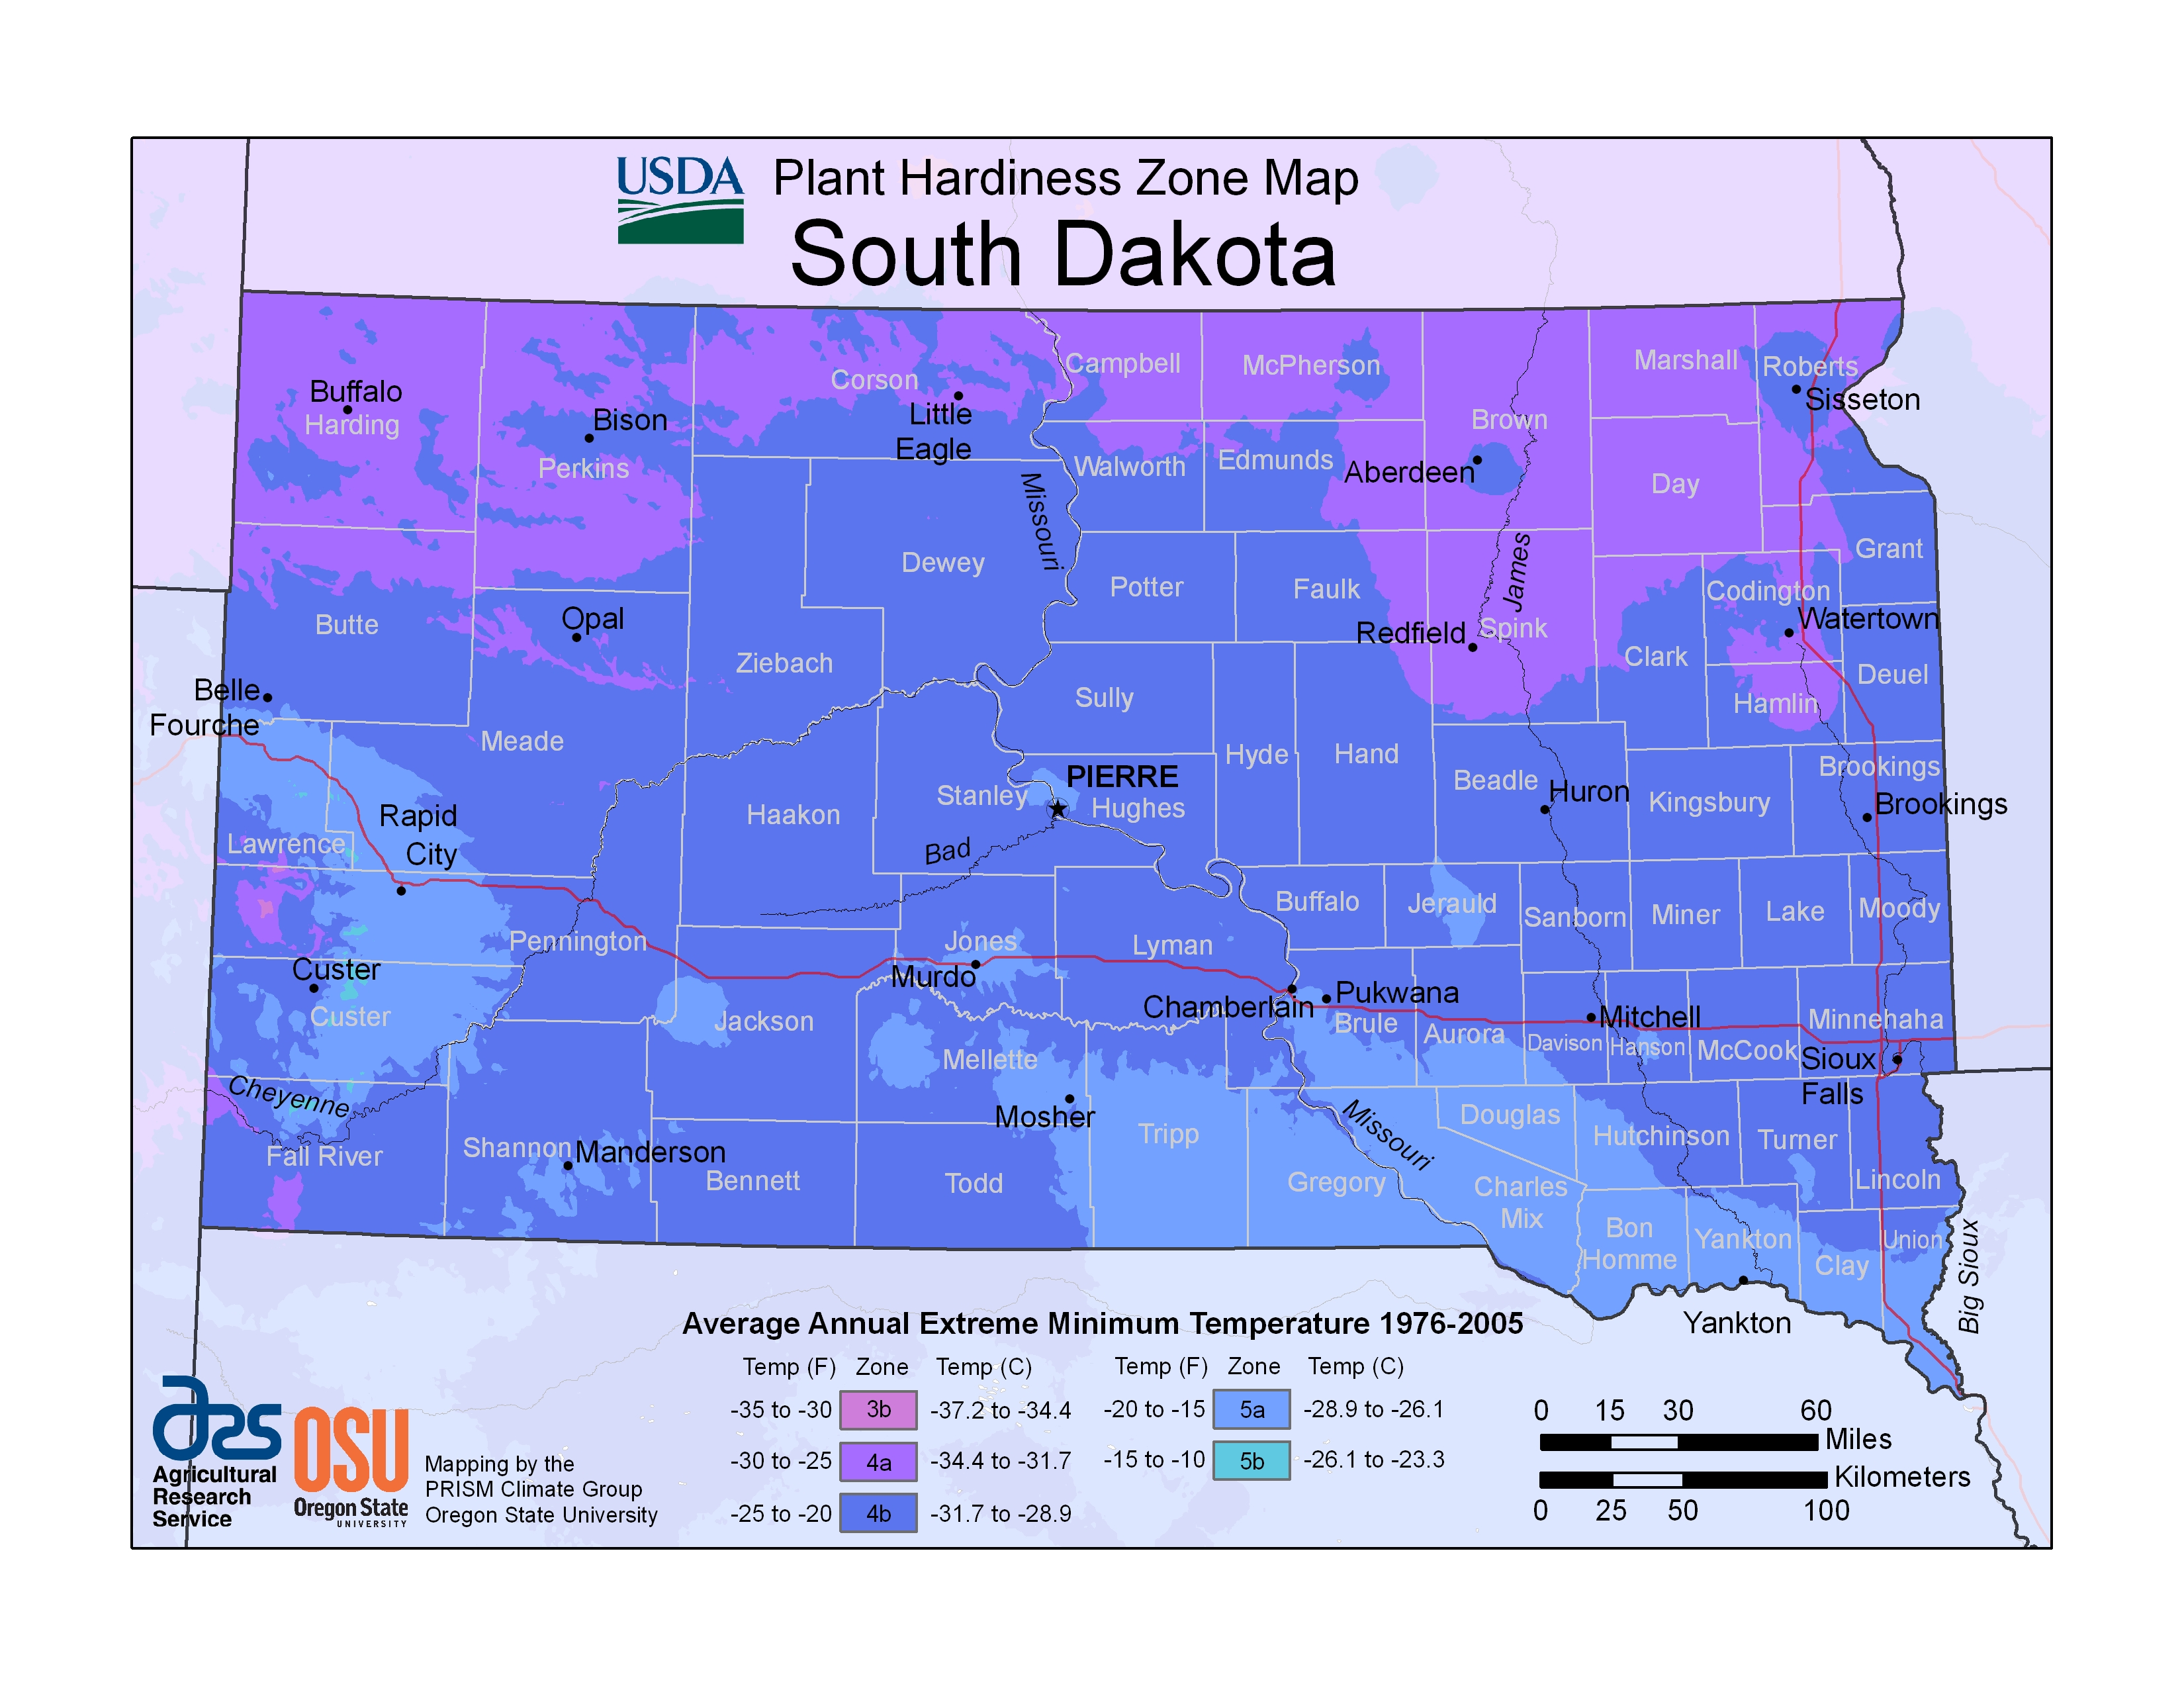 USDA
Plant Hardiness Zone Map
South Dakota
Campbell
McPherson
Marshall
Roberts
Corson
Buffalo
Harding
Sisseton
Little
Eagle
Bison
Brown
Perkins
Walworth
Edmunds
Aberdeen
Day
Missouri
Dewey
Grant
James
Potter
Faulk
Codington
Butte
Opal
Redfield
Spink
Watertown
Ziebach
Clark
Deuel
Belle
Fourche
Sully
Hamlin
Meade
Hyde
Hand
PIERRE
Brookings
Stanley
Hughes
Beadle
Huron
Kingsbury
Brookings
Rapid
City
Haakon
Lawrence
Bad
Buffalo
Jerauld
Sanborn
Miner
Lake
Moody
Pennington
Jones
Lyman
Custer
Murdo
Chamberlain
Pukwana
Custer
Jackson
Brule
Aurora
Mitchell
Minnehaha
Davison
Hanson
McCook
Sioux
Falls
Mellette
Cheyenne
Mosher
Tripp
Missouri
Douglas
Hutchinson
Turner
Fall River
Shannon
Manderson
Bennett
Todd
Gregory
Charles
Mix
Lincoln
Bon
Homme
Yankton
Clay
Union
Big Sioux
Yankton
Average Annual Extreme Minimum Temperature 1976-2005
Temp (F) Zone Temp (C) Temp (F) Zone Temp (C)
-35 to -30 3b -37.2 to -34.4 -20 to -15 5a -28.9 to -26.1
-30 to -25 4a -34.4 to -31.7 -15 to -10 5b -26.1 to -23.3
-25 to -20 4b -31.7 to -28.9
0 15 30 60
Miles
Kilometers
0 25 50 100
ars
Agricultural
Research
Service
OSU
Oregon State
UNIVERSITY
Mapping by the
PRISM Climate Group
Oregon State University